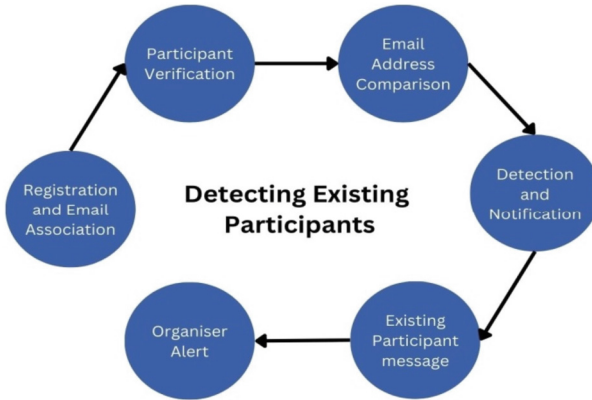 Participant
Verification
Email
Address
Comparison
Registration
and Email
Association
Detecting Existing
Participants
Detection
and
Notification
Organiser
Alert
Existing
Participant
message